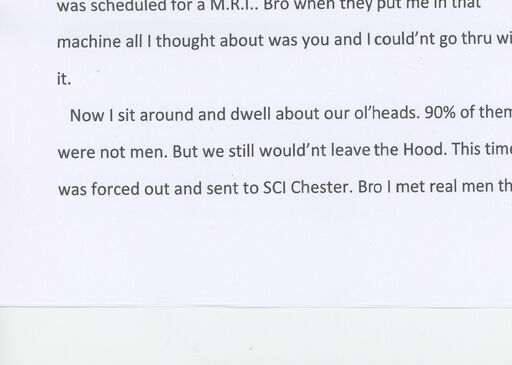 was scheduled for a M.R.I.. Bro when they put me in that
machine all I thought about was you and I could'nt go thru wi
it.
Now I sit around and dwell about our ol'heads. 90% of them
were not men. But we still would'nt leave the Hood. This time
was forced out and sent to SCI Chester. Bro I met real men th